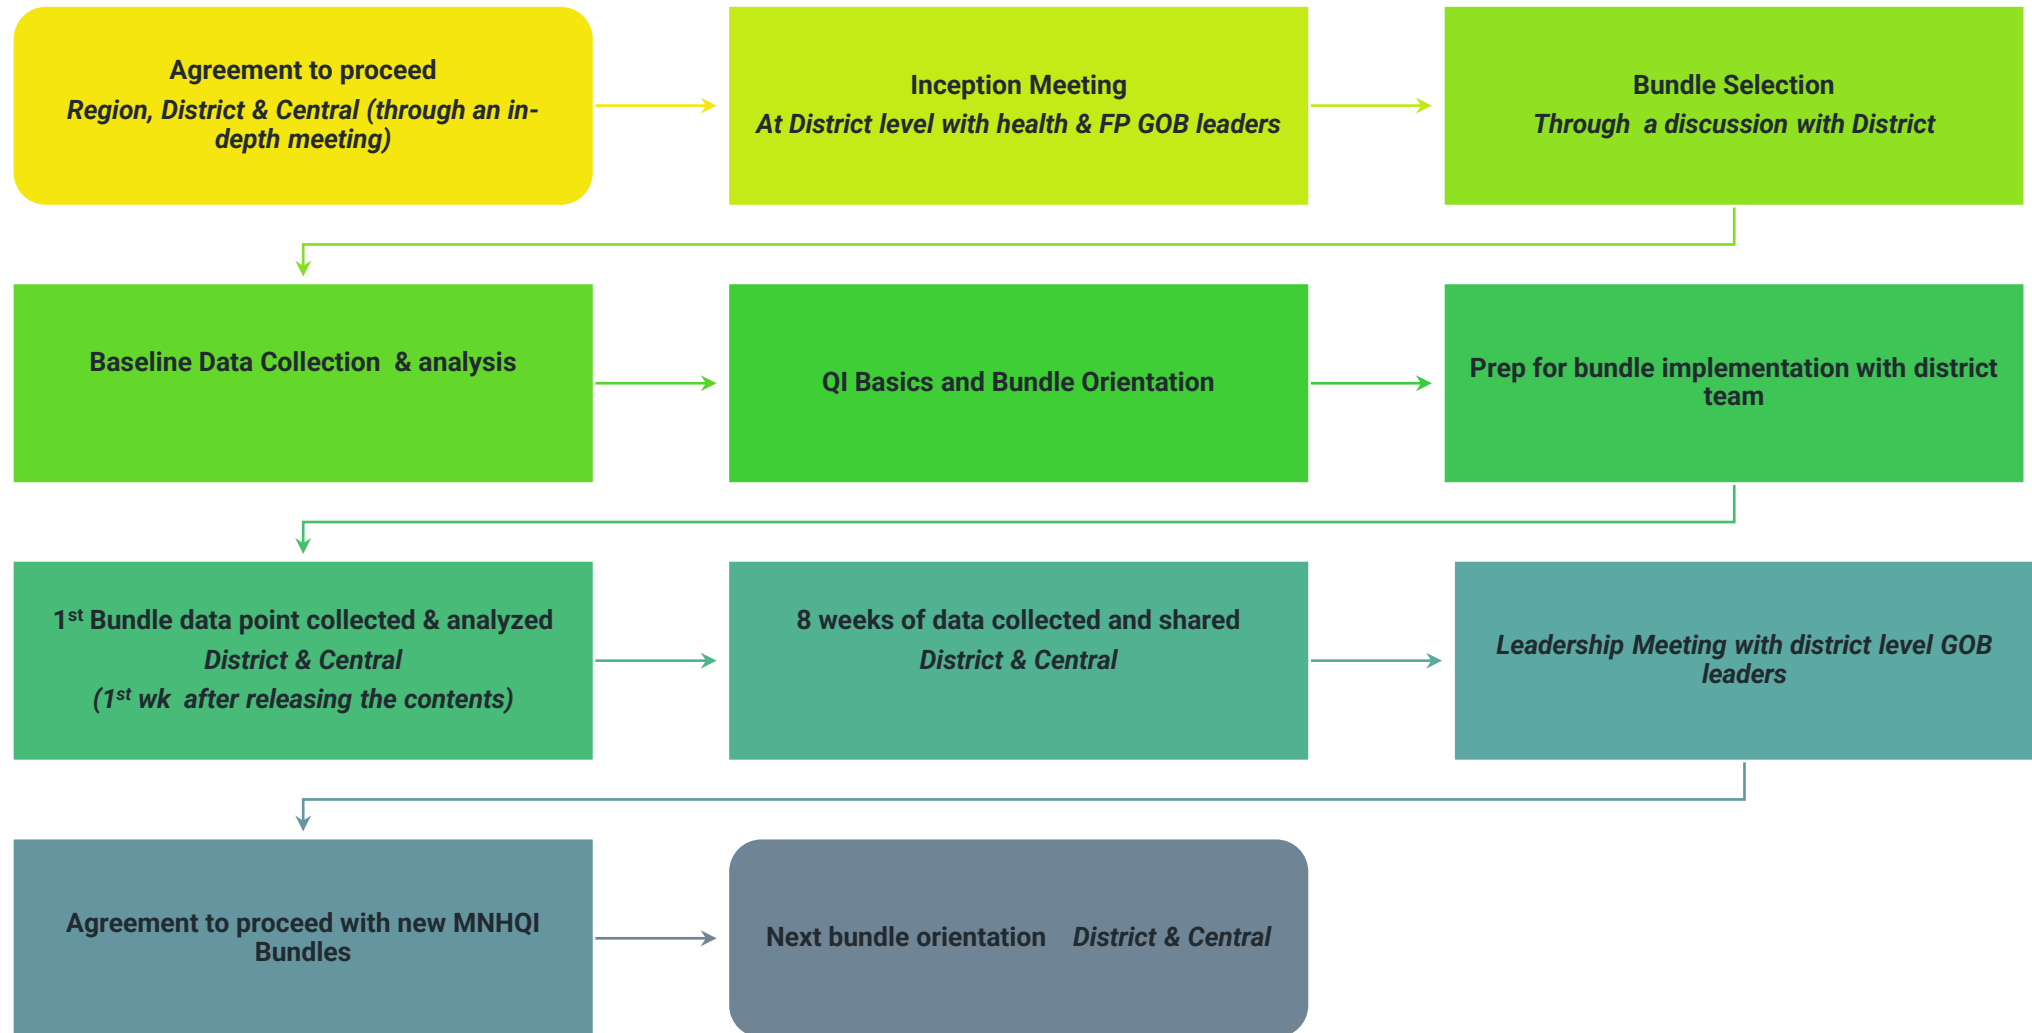 Agreement to proceed
Region, District & Central (through an in-
depth meeting)
Inception Meeting
At District level with health & FP GOB leaders
Bundle Selection
Through a discussion with District
Baseline Data Collection & analysis
QI Basics and Bundle Orientation
Prep for bundle implementation with district
team
1st Bundle data point collected & analyzed
District & Central
(1st wk after releasing the contents)
8 weeks of data collected and shared
District & Central
Leadership Meeting with district level GOB
leaders
Agreement to proceed with new MNHQI
Bundles
Next bundle orientation District & Central